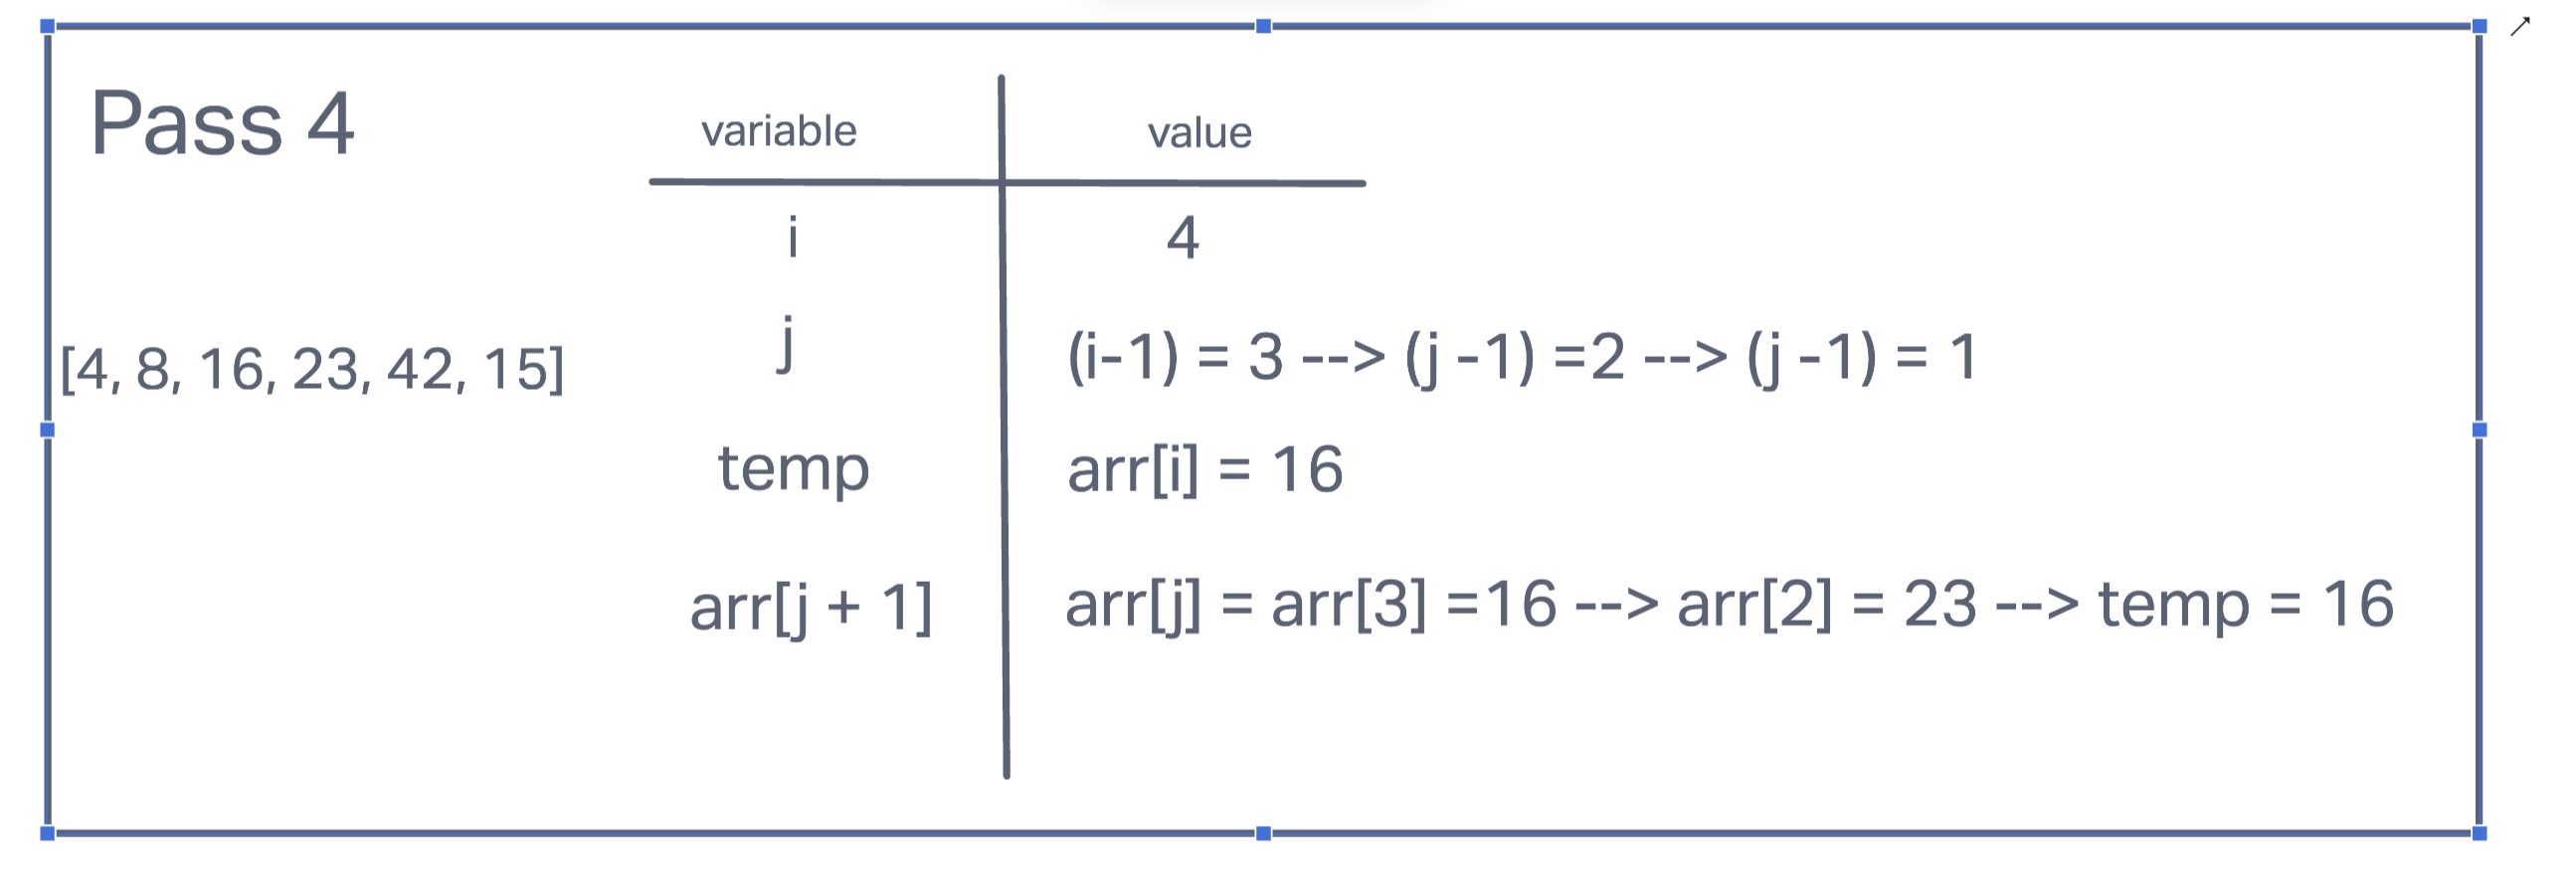 Pass 4
variable value
i 4
j (i-1) = 3 --> (j -1) =2 --> (j -1) = 1
[4, 8, 16, 23, 42, 15]
temp arr[i] = 16
arr[j + 1] arr[j] = arr[3] =16 --> arr[2] = 23 --> temp = 16